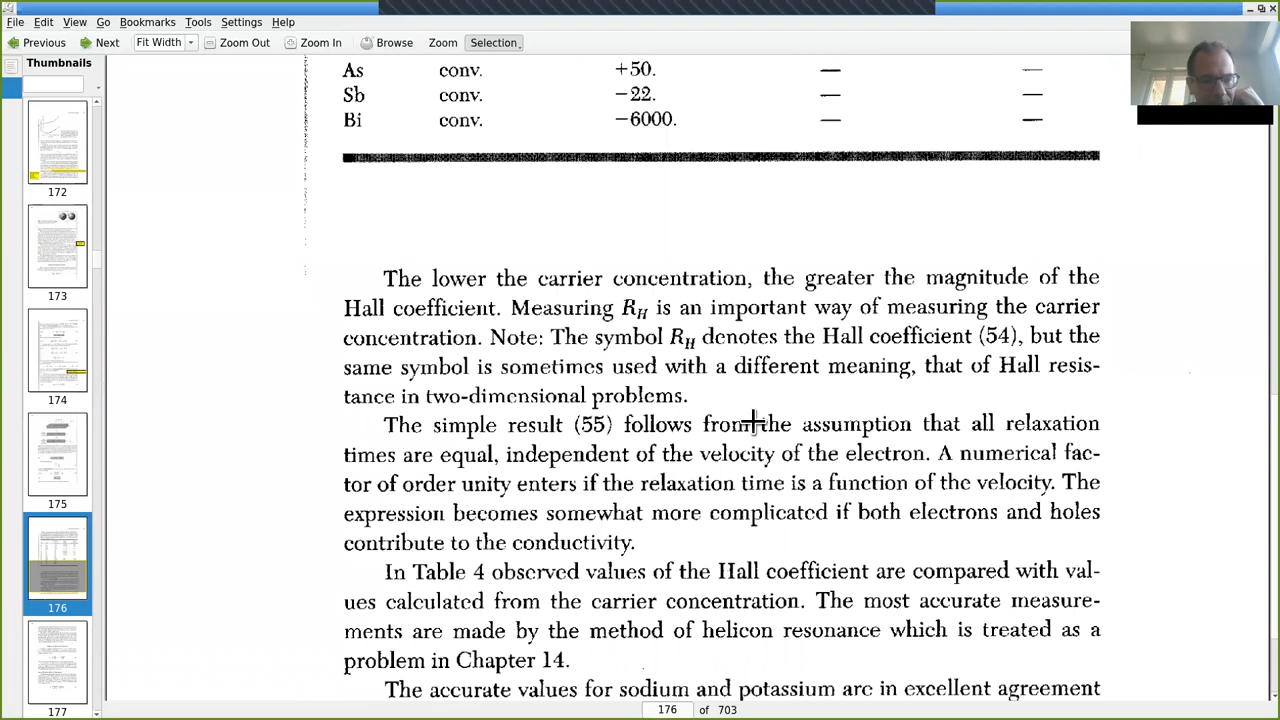 File Edit View Go Bookmarks Tools Settings Help
Previous Next Fit Width Zoom Out Zoom In Browse Zoom Selection
Thumbnails
172
173
174
175
176
177
As conv. +50. — —
Sb conv. −22. — —
Bi conv. −6000. — —
The lower the carrier concentration, the greater the magnitude of the
Hall coefficient. Measuring R_H is an important way of measuring the carrier
concentration. Note: The symbol R_H denotes the Hall coefficient (54), but the
same symbol is sometimes used with a different meaning, that of Hall resis-
tance in two-dimensional problems.
The simple result (55) follows from the assumption that all relaxation
times are equal, independent of the velocity of the electron. A numerical fac-
tor of order unity enters if the relaxation time is a function of the velocity. The
expression becomes somewhat more complicated if both electrons and holes
contribute to the conductivity.
In Table 4 observed values of the Hall coefficient are compared with val-
ues calculated from the carrier concentration. The most accurate measure-
ments are made by the method of helicon resonance which is treated as a
problem in Chapter 14.
The accurate values for sodium and potassium are in excellent agreement
176 of 703